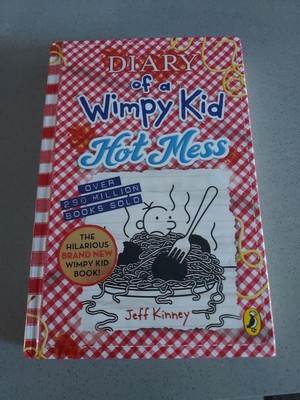 DIARY
of a
Wimpy Kid
Hot Mess
OVER
290 MILLION
BOOKS SOLD
THE
HILARIOUS
BRAND NEW
WIMPY KID
BOOK!
Jeff Kinney